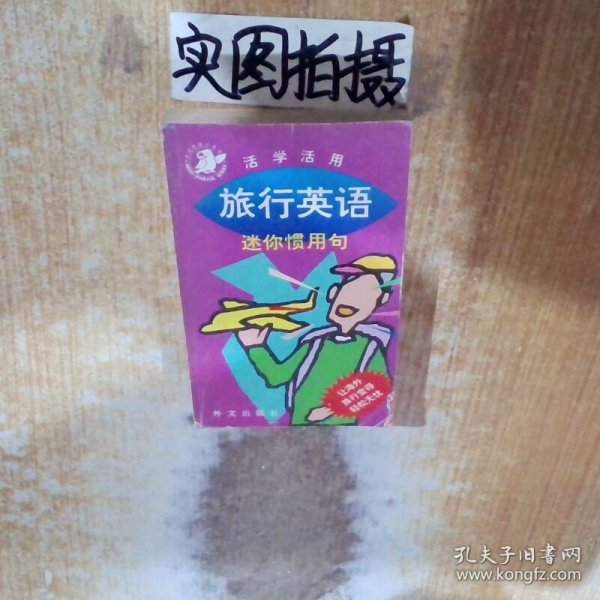 实图拍摄
活学活用
旅行英语
迷你惯用句
让海外
旅行变得
轻松无忧
外文出版社
孔夫子旧书网
www.kongfz.com